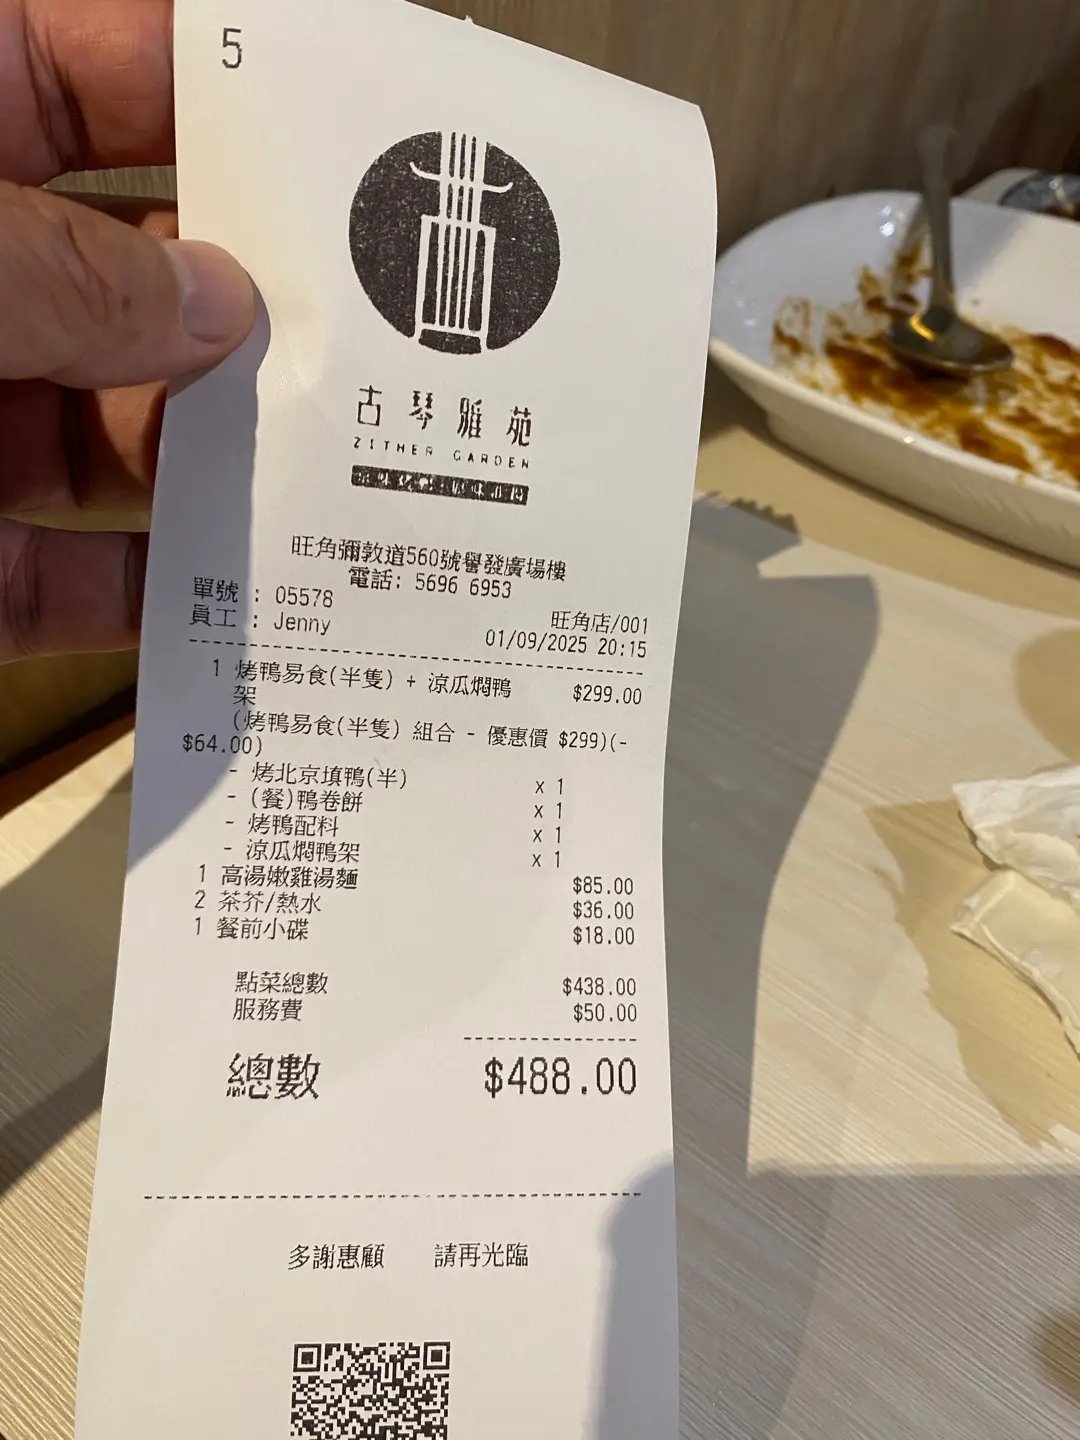 5
古琴雅苑
ZITHER GARDEN
旺角彌敦道560號譽發廣場樓
電話: 5696 6953
單號 : 05578
旺角店/001
員工 : Jenny
01/09/2025 20:15
1 烤鴨易食(半隻) + 涼瓜燜鴨 $299.00
架
(烤鴨易食(半隻) 組合 - 優惠價 $299)(-
$64.00)
- 烤北京填鴨(半) x 1
- (餐)鴨卷餅 x 1
- 烤鴨配料 x 1
- 涼瓜燜鴨架 x 1
1 高湯嫩雞湯麵 $85.00
2 茶芥/熱水 $36.00
1 餐前小碟 $18.00
點菜總數 $438.00
服務費 $50.00
總數 $488.00
多謝惠顧 請再光臨